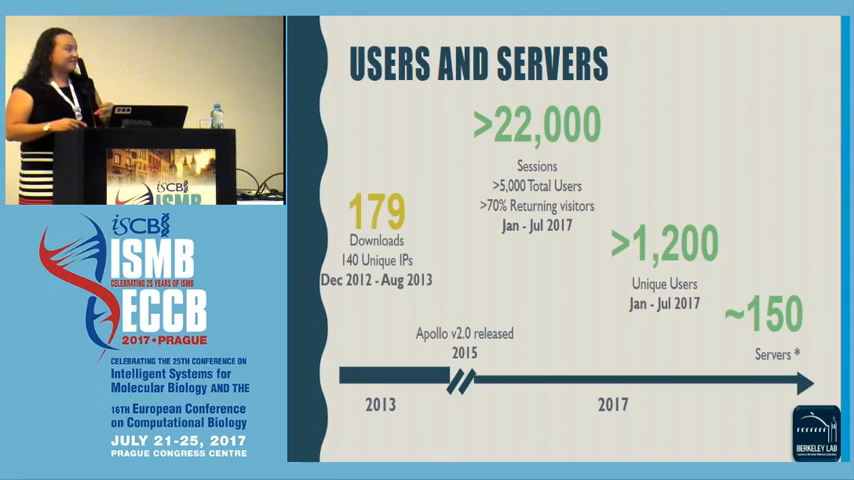 USERS AND SERVERS
>22,000
Sessions
>5,000 Total Users
>70% Returning visitors
Jan - Jul 2017
179
Downloads
140 Unique IPs
Dec 2012 - Aug 2013
>1,200
Unique Users
Jan - Jul 2017
~150
Servers *
Apollo v2.0 released
2015
2013
2017
BERKELEY LAB
iSCB
ISMB
iSCB
ISMB
CELEBRATING 25 YEARS OF ISMB
ECCB
2017 • PRAGUE
CELEBRATING THE 25TH CONFERENCE ON
Intelligent Systems for
Molecular Biology AND THE
16TH European Conference
on Computational Biology
JULY 21-25, 2017
PRAGUE CONGRESS CENTRE